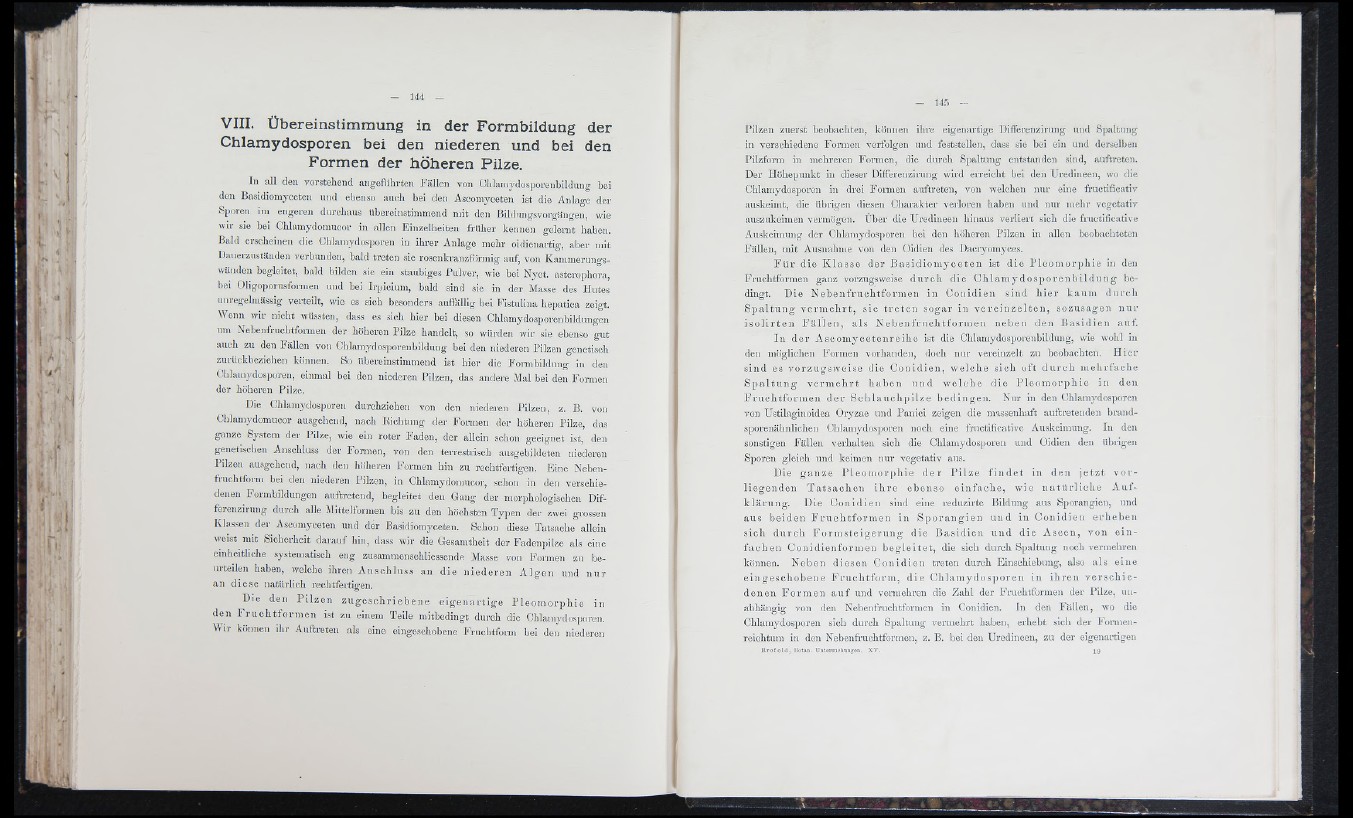 — 144 —
VIII. Übereinstimmung in der Formbildung der
Chlamydosporen bei den niederen und bei den
Formen der höheren Pilze.
In all den vorstehend angeführten Fällen von Chlamydosporenbildung bei
den Basidiomyceten und ebenso auch bei den Ascomyceten ist die Anlage der
Sporen im engeren durchaus übereinstimmend mit den Bildungsvorgängen, wie
wir sie bei Chlamydomucor in allen Einzelheiten früher kennen gelernt haben.
Bald erscheinen die Chlamydosporen in ihrer Anlage mehr oidienartig, aber mit
Dauerzuständen verbunden, bald treten sie rosenkranzförmig auf, von Kammerungs-
wänden begleitet, bald bilden sie ein staubiges Pulver, wie bei Nyct. asterophora,
bei Oligoporusformen und bei Irpicium, bald sind sie in der Masse des Hutes
unregelmässig verteilt, wie es sich besonders auffällig bei Fistulina hepatica zeigt.
Wenn wir nicht wüssten, dass es sich hier bei diesen Chlamydosporenbildungen
um Nebenfruchtformen der höheren Pilze handelt, so würden wir sie ebenso gut
auch zu den Fällen von Chlamydosporenbildung bei den niederen Pilzen genetisch
zurückbeziehen können. So übereinstimmend ist hier die Formbildung in den
Chlamydosporen, einmal bei den niederen Pilzen, das andere Mal bei den Formen
der höheren Pilze.
Die Chlamydosporen durchziehen von den niederen Pilzen, z. B. von
Chlamydomucor ausgehend, nach Richtung der Formen der höheren Pilze, das
ganze System der Pilze, wie ein roter Faden, der allein schon geeignet ist, den
genetischen Anschluss der Formen, von den terrestrisch ausgebildeten niederen
Pilzen ausgehend, nach den höheren Formen hin zu rechtfertigen. Eine Neben-
fruchtform bei den niederen Pilzen, in Chlamydomucor, schon in den verschie-
denen Formbildungen auftretend, begleitet den Gang der morphologischen Dif-
ferenzirung durch alle Mittelformen bis zu den höchsten Typen der zwei grossen
Klassen der Ascomyceten und der Basidiomyceten. Schon diese Tatsache allein
weist mit Sicherheit darauf hin, dass wir die Gesamtheit der Fadenpilze als eine
einheitliche systematisch eng zusammenschliessende Masse von Formen zu be-
urteilen haben, welche ihren Anschluss an die niederen Algen und nur
an diese natürlich rechtfertigen.
Die den Pilzen zugeschriebene eigenartige Pleomorphie in
den Fruchtformen ist zu einem Teile mitbedingt durch die Chlamydosporen.
Wir können ihr Auftreten als eine eingeschobene Fruchtform bei den niederen
— 145 —
Pilzen zuerst beobachten, können ihre eigenartige Differenzirung und Spaltung
in verschiedene Formen verfolgen und feststellen, dass sie bei ein und derselben
Pilzform in mehreren Formen, die durch Spaltung entstanden sind, auftreten.
Der Höhepunkt in dieser Differenzirung wird erreicht bei den Uredineen, wo die
Chlamydosporen in drei Formen auftreten, von welchen nur eine fructificativ
auskeimt, die übrigen diesen Charakter verloren haben und nur mehr vegetativ
auszukeimen vermögen. Über die Uredineen hinaus verliert sich die fructificative
Auskeimung der Chlamydosporen bei den höheren Pilzen in allen beobachteten
Fällen, mit Ausnahme von den Oidien des Dacryomyces.
Für die Klasse der Basidiomyceten ist die Pleomorphie in den
Fruchtformen ganz vorzugsweise durch die Chlamydosporenbildung be-
dingt. Die Nebenfruchtformen in Conidien sind hier kaum durch
Spaltung vermehrt, sie treten sogar in vereinzelten, sozusagen nur
isolirten Fällen, als Nebenfruchtformen neben den Basidien auf.
In der Ascomycetenreihe ist die Chlamydosporenbildung, wie wohl in
den möglichen Formen vorhanden, doch nur vereinzelt zu beobachten. Hier
sind es vorzugsweise die Conidien, welche sich oft durch mehrfache
Spaltung vermehrt haben und welche die Pleomorphie in den
Fruchtformen der Schlauchpilze bedingen. Nur in den Chlamydosporen
von Ustilaginoidea Oryzae und Panici zeigen die massenhaft auftretenden brand-
sporenähnlichen Chlamydosporen noch eine fructificative Auskeimung. In den
sonstigen Fällen verhalten sich die Chlamydosporen und Oidien den übrigen
Sporen gleich und keimen nur vegetativ aus.
Die ganze Pleomorphie der Pilze findet in den jetzt vor-
liegenden Tatsachen ihre ebenso einfache, wie natürliche Auf-
klärung. Die Conidien sind eine reduzirte Bildung aus Sporangien, und
aus beiden Fruchtformen in Sporangien und in Conidien erheben
sich durch Formsteigerung die Basidien und die Ascen, von ein-
fachen Conidienformen begleitet, die sich durch Spaltung noch vermehren
können. Neben diesen Conidien treten durch Einschiebung, also als eine
eingeschobene Fruchtform, die Chlamydosporen in ihren verschie-
denen Formen auf und vermehren die Zahl der Fruchtformen der Pilze, un-
abhängig von den Nebenfruchtformen in Conidien. In den Fällen, wo die
Chlamydosporen sich durch Spaltung vermehrt haben, erhebt sich der Formen-
reichtum in den Nebenfruchtformen, z. B. bei den Uredineen, zu der eigenartigen
Brefeld, Botan. Untersuchungen. XV. 19